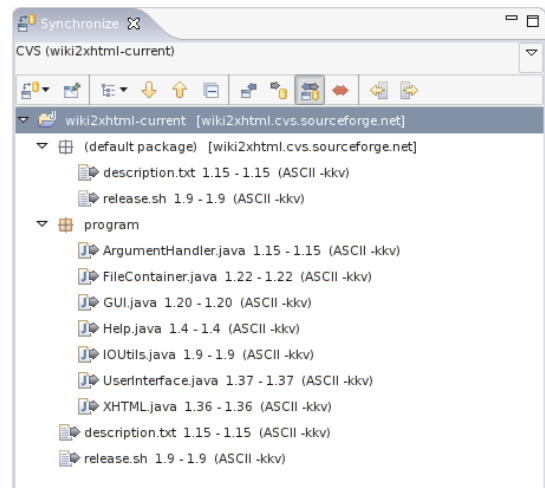 Synchronize
CVS (wiki2xhtml-current)
wiki2xhtml-current [wiki2xhtml.cvs.sourceforge.net]
(default package) [wiki2xhtml.cvs.sourceforge.net]
description.txt 1.15 - 1.15 (ASCII -kkv)
release.sh 1.9 - 1.9 (ASCII -kkv)
program
ArgumentHandler.java 1.15 - 1.15 (ASCII -kkv)
FileContainer.java 1.22 - 1.22 (ASCII -kkv)
GUI.java 1.20 - 1.20 (ASCII -kkv)
Help.java 1.4 - 1.4 (ASCII -kkv)
IOUtils.java 1.9 - 1.9 (ASCII -kkv)
UserInterface.java 1.37 - 1.37 (ASCII -kkv)
XHTML.java 1.36 - 1.36 (ASCII -kkv)
description.txt 1.15 - 1.15 (ASCII -kkv)
release.sh 1.9 - 1.9 (ASCII -kkv)